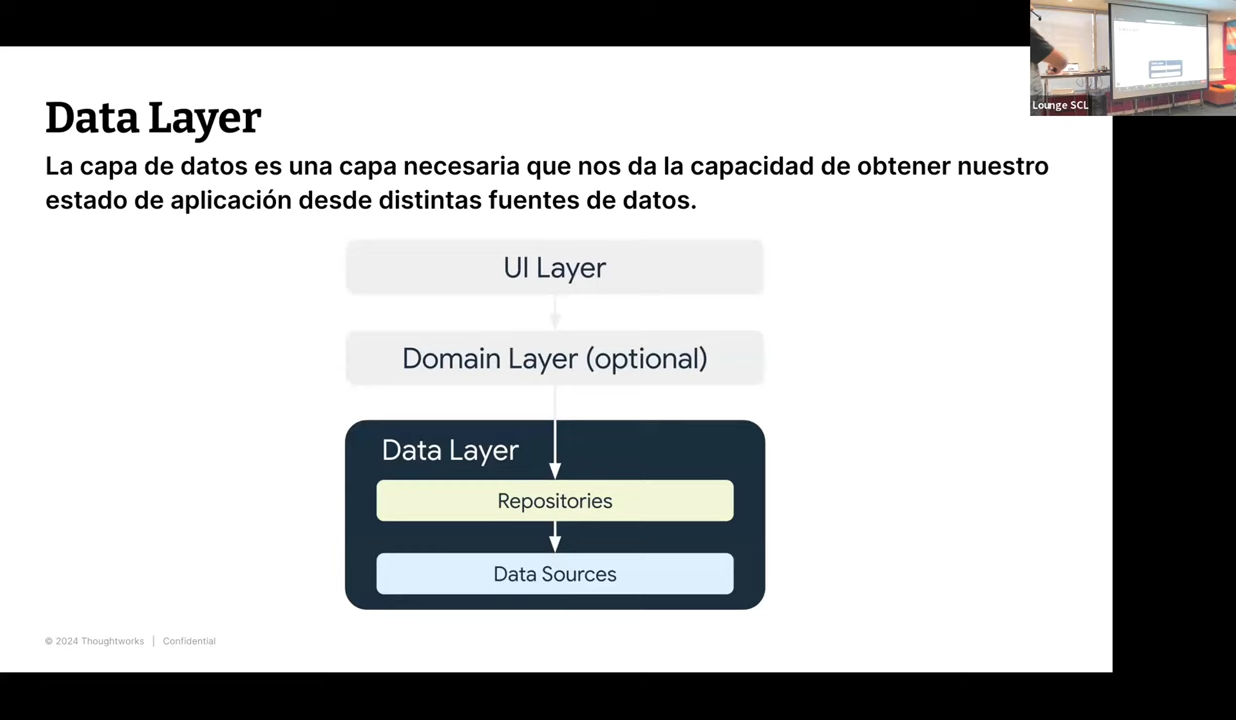 Data Layer
La capa de datos es una capa necesaria que nos da la capacidad de obtener nuestro
estado de aplicación desde distintas fuentes de datos.
UI Layer
Domain Layer (optional)
Data Layer
Repositories
Data Sources
© 2024 Thoughtworks | Confidential
Lounge SCL